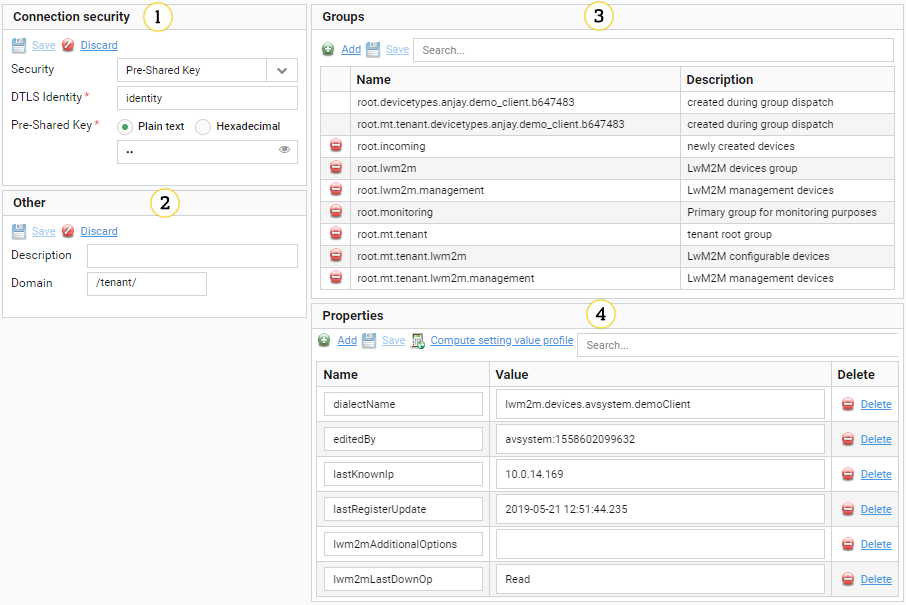 Connection security 1
Save Discard
Security Pre-Shared Key
DTLS Identity * identity
Pre-Shared Key * Plain text Hexadecimal
••
Other 2
Save Discard
Description
Domain /tenant/
Groups 3
Add Save Search...
Name Description
root.devicetypes.anjay.demo_client.b647483 created during group dispatch
root.mt.tenant.devicetypes.anjay.demo_client.b647483 created during group dispatch
root.incoming newly created devices
root.lwm2m LwM2M devices group
root.lwm2m.management LwM2M management devices
root.monitoring Primary group for monitoring purposes
root.mt.tenant tenant root group
root.mt.tenant.lwm2m LwM2M configurable devices
root.mt.tenant.lwm2m.management LwM2M management devices
Properties 4
Add Save Compute setting value profile Search...
Name Value Delete
dialectName lwm2m.devices.avsystem.demoClient Delete
editedBy avsystem:1558602099632 Delete
lastKnownIp 10.0.14.169 Delete
lastRegisterUpdate 2019-05-21 12:51:44.235 Delete
lwm2mAdditionalOptions Delete
lwm2mLastDownOp Read Delete